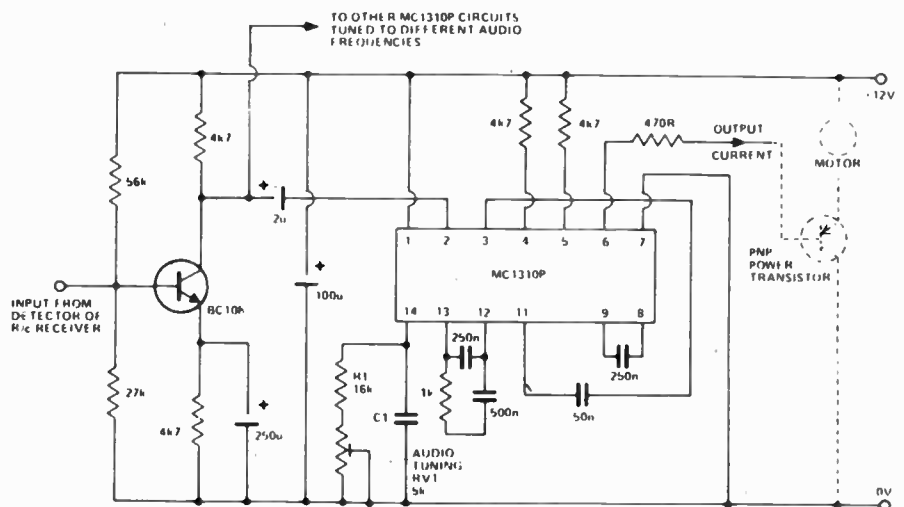 TO OTHER MC1310P CIRCUITS
TUNED TO DIFFERENT AUDIO
FREQUENCIES
12V
4k7
4k7
4k7
470R
OUTPUT
CURRENT
MOTOR
56k
2u
1 2 3 4 5 6 7
MC1310P
14 13 12 11 9 8
PNP
POWER
TRANSISTOR
100u
BC108
INPUT FROM
DETECTOR OF
R/c RECEIVER
27k
4k7
250u
R1
16k
C1
1k
250n
500n
50n
250n
AUDIO
TUNING
RV1
5k
0V